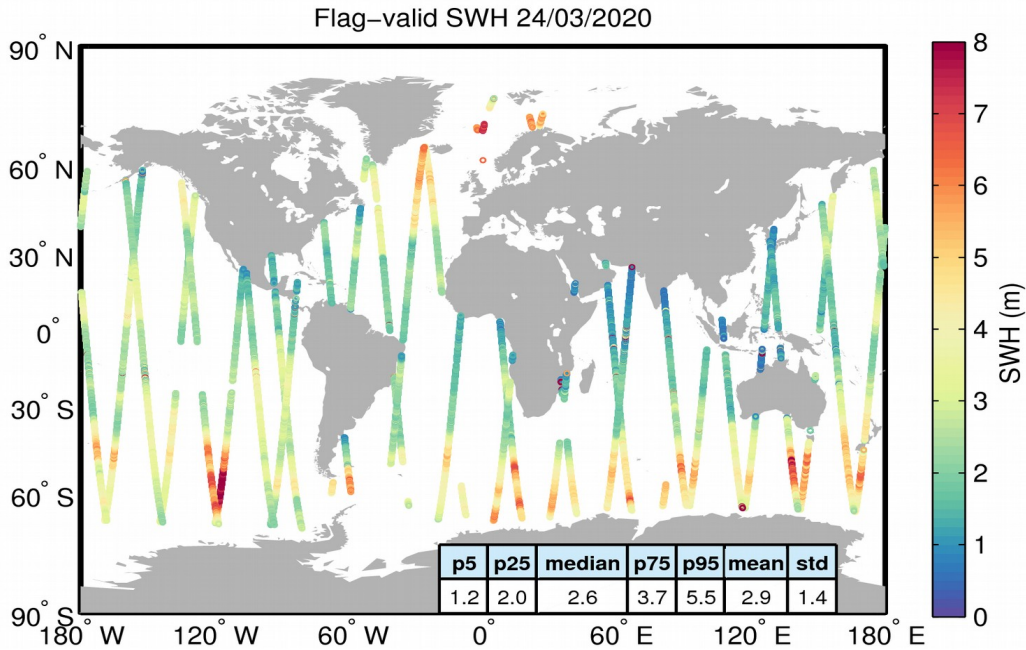 Flag−valid SWH 24/03/2020
90° N
60° N
30° N
0°
30° S
60° S
90° S
180° W
120° W
60° W
0°
60° E
120° E
180° E
p5 p25 median p75 p95 mean std
1.2 2.0 2.6 3.7 5.5 2.9 1.4
8
7
6
5
4
3
2
1
0
SWH (m)